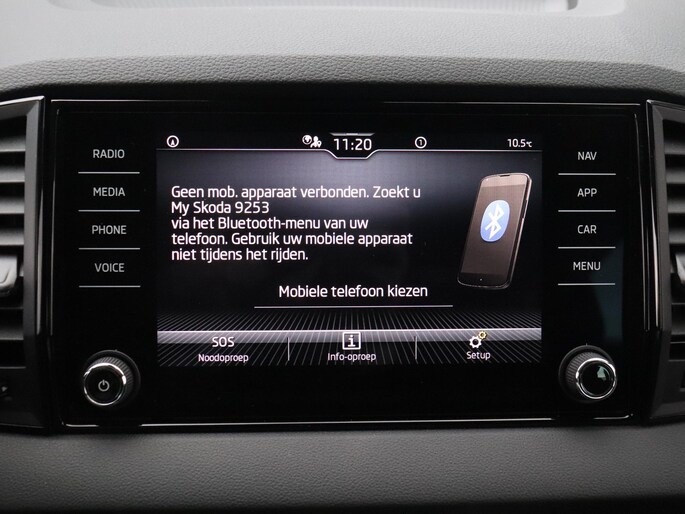 RADIO
MEDIA
PHONE
VOICE
11:20
1
10.5°C
Geen mob. apparaat verbonden. Zoekt u
My Skoda 9253
via het Bluetooth-menu van uw
telefoon. Gebruik uw mobiele apparaat
niet tijdens het rijden.
Mobiele telefoon kiezen
SOS
Noodoproep
i
Info-oproep
Setup
NAV
APP
CAR
MENU